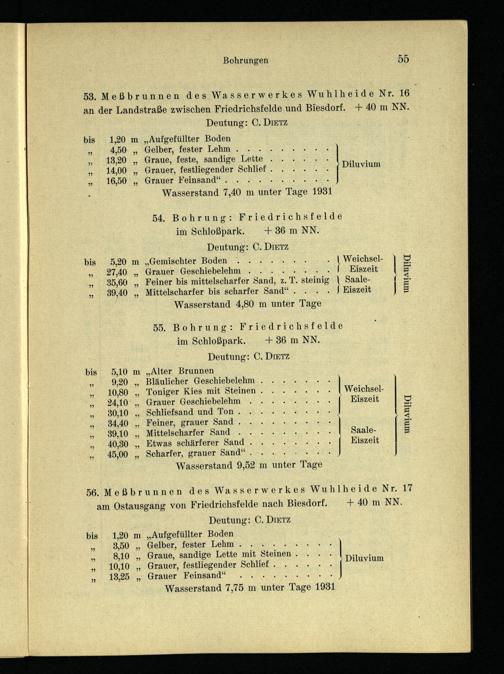 Bohrungen 55
53. Meßbrunnen des Wasserwerkes Wuhlheide Nr. 16
an der Landstraße zwischen Friedrichsfelde und Biesdorf. + 40 m NN.
Deutung: C. DIETZ
bis 1,20 m „Aufgefüllter Boden
„ 4,50 „ Gelber, fester Lehm . . . . . . . . .
„ 13,20 „ Graue, feste, sandige Lette . . . . . .
„ 14,00 „ Grauer, festliegender Schlief . . . . . . Diluvium
„ 16,50 „ Grauer Feinsand“ . . . . . . . . . .
Wasserstand 7,40 m unter Tage 1931
54. Bohrung: Friedrichsfelde
im Schloßpark. + 36 m NN.
Deutung: C. DIETZ
bis 5,20 m „Gemischter Boden . . . . . . . . Weichsel-
„ 27,40 „ Grauer Geschiebelehm . . . . . . . . Eiszeit
„ 35,60 „ Feiner bis mittelscharfer Sand, z. T. steinig Saale-
„ 39,40 „ Mittelscharfer bis scharfer Sand“ . . . . Eiszeit
Diluvium
Wasserstand 4,80 m unter Tage
55. Bohrung: Friedrichsfelde
im Schloßpark. + 36 m NN.
Deutung: C. DIETZ
bis 5,10 m „Alter Brunnen
„ 9,20 „ Bläulicher Geschiebelehm . . . . . . .
„ 10,80 „ Toniger Kies mit Steinen . . . . . . . Weichsel-
„ 24,10 „ Grauer Geschiebelehm . . . . . . . . Eiszeit
„ 30,10 „ Schliefsand und Ton . . . . . . . . .
„ 34,40 „ Feiner, grauer Sand . . . . . . . . .
„ 39,10 „ Mittelscharfer Sand . . . . . . . . . Saale-
„ 40,30 „ Etwas schärferer Sand . . . . . . . . Eiszeit
„ 45,00 „ Scharfer, grauer Sand“ . . . . . . . .
Diluvium
Wasserstand 9,52 m unter Tage
56. Meßbrunnen des Wasserwerkes Wuhlheide Nr. 17
am Ostausgang von Friedrichsfelde nach Biesdorf. + 40 m NN.
Deutung: C. DIETZ
bis 1,20 m „Aufgefüllter Boden
„ 3,50 „ Gelber, fester Lehm . . . . . . . . .
„ 8,10 „ Graue, sandige Lette mit Steinen . . . .
„ 10,10 „ Grauer, festliegender Schlief . . . . . . Diluvium
„ 13,25 „ Grauer Feinsand“ . . . . . . . . .
Wasserstand 7,75 m unter Tage 1931